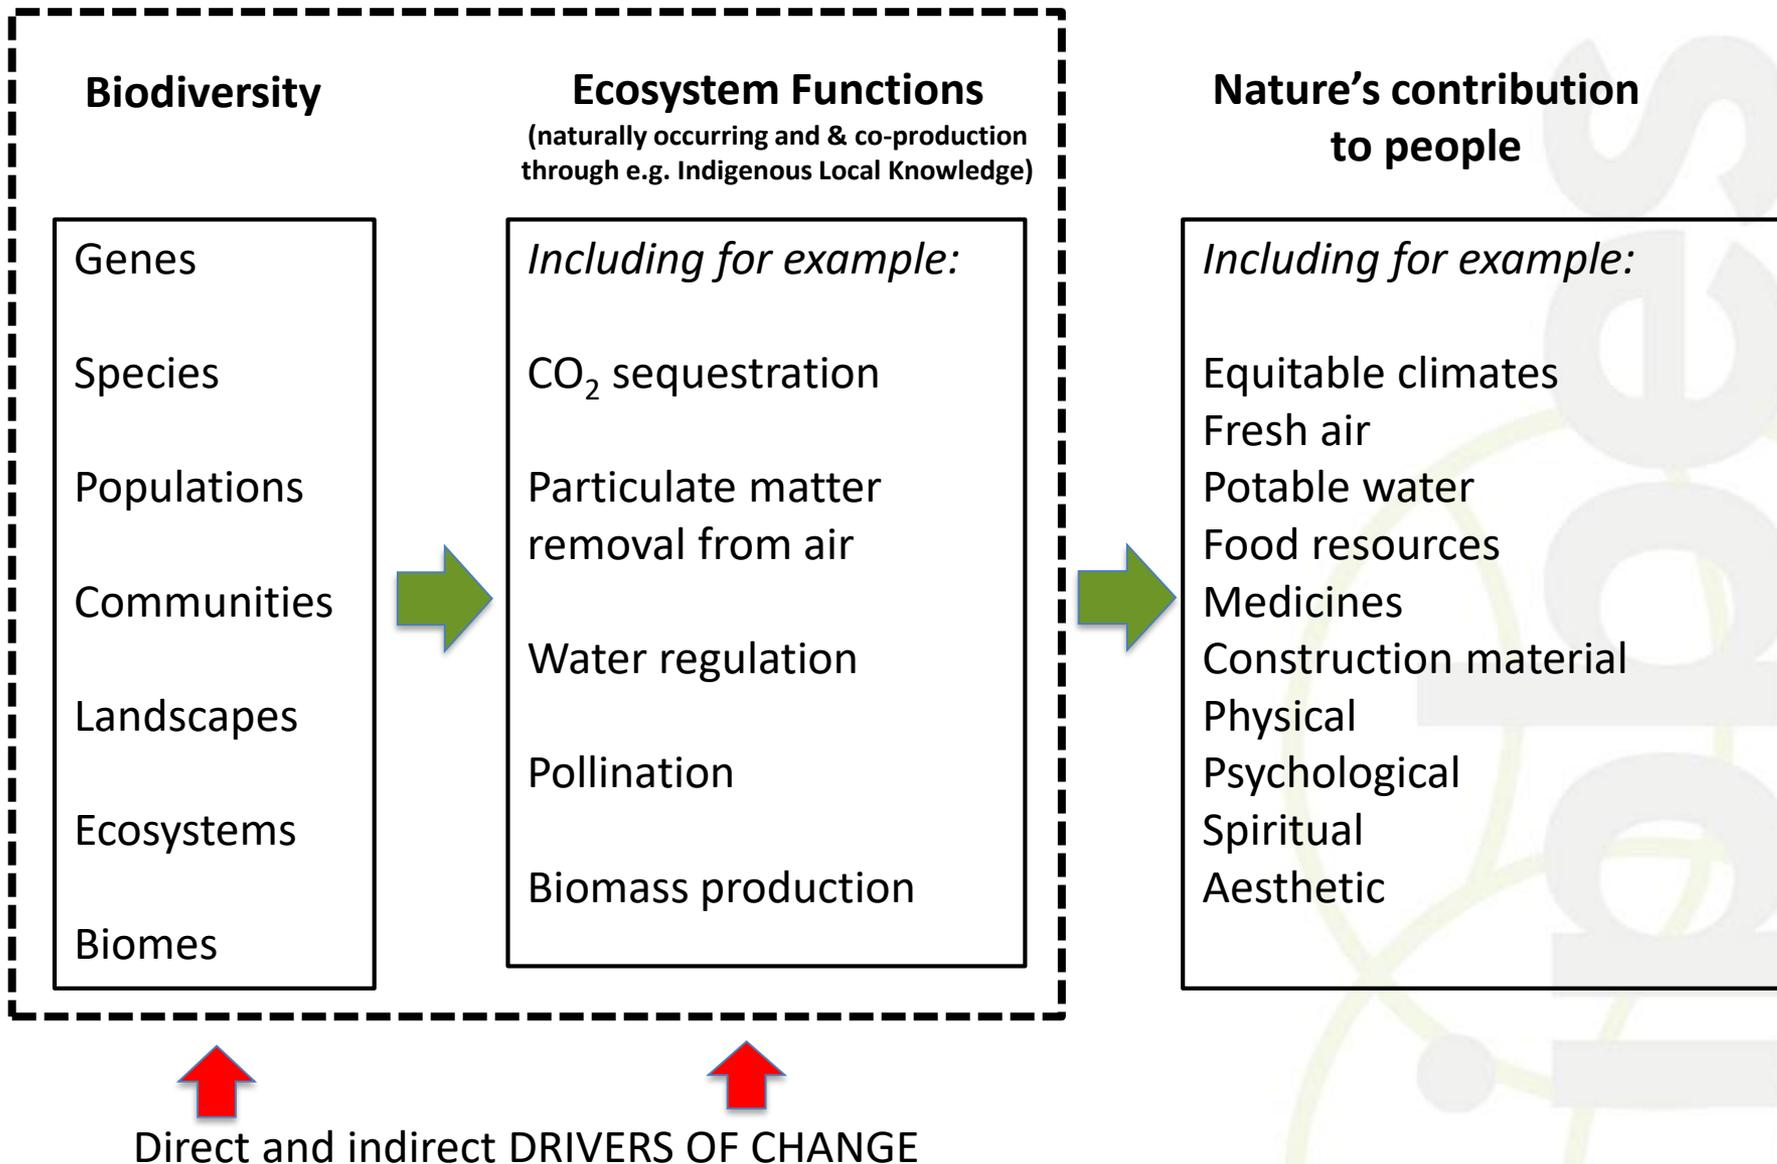 Biodiversity
Ecosystem Functions
(naturally occurring and & co-production
through e.g. Indigenous Local Knowledge)
Nature’s contribution
to people
Genes
Species
Populations
Communities
Landscapes
Ecosystems
Biomes
Including for example:
CO₂ sequestration
Particulate matter
removal from air
Water regulation
Pollination
Biomass production
Including for example:
Equitable climates
Fresh air
Potable water
Food resources
Medicines
Construction material
Physical
Psychological
Spiritual
Aesthetic
Direct and indirect DRIVERS OF CHANGE
ipbes